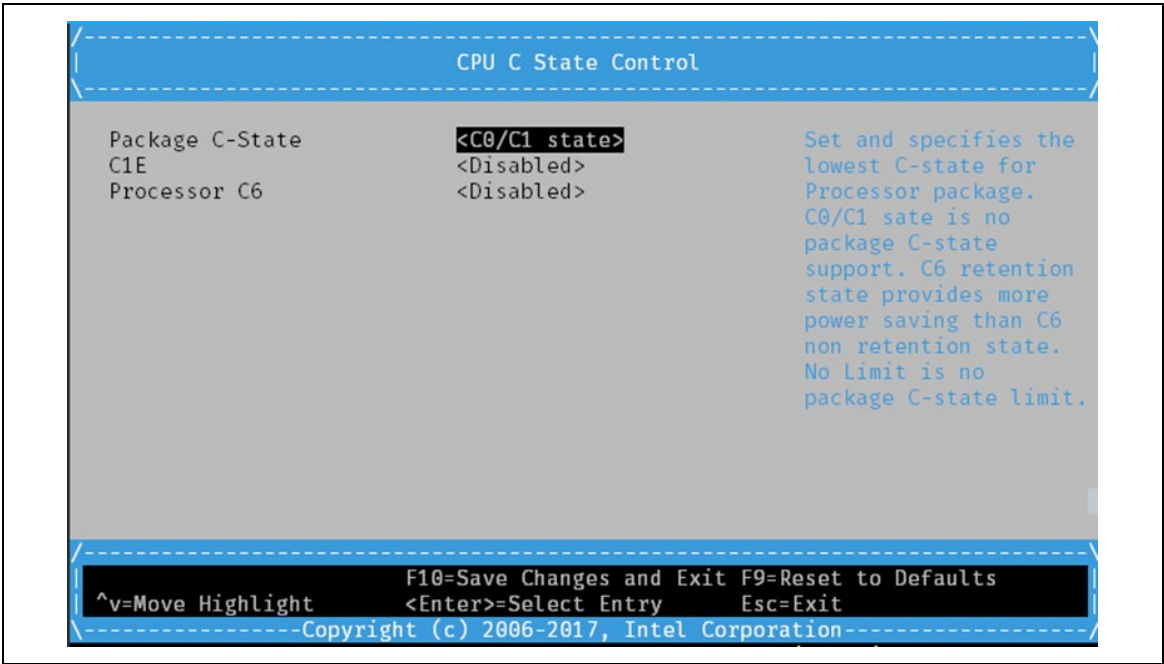 /------------------------------------------------------------------------------\
| CPU C State Control |
\------------------------------------------------------------------------------/
Package C-State <C0/C1 state> Set and specifies the
C1E <Disabled> lowest C-state for
Processor C6 <Disabled> Processor package.
C0/C1 sate is no
package C-state
support. C6 retention
state provides more
power saving than C6
non retention state.
No Limit is no
package C-state limit.
/------------------------------------------------------------------------------\
| F10=Save Changes and Exit F9=Reset to Defaults |
| ^v=Move Highlight <Enter>=Select Entry Esc=Exit |
\----------------Copyright (c) 2006-2017, Intel Corporation------------------/